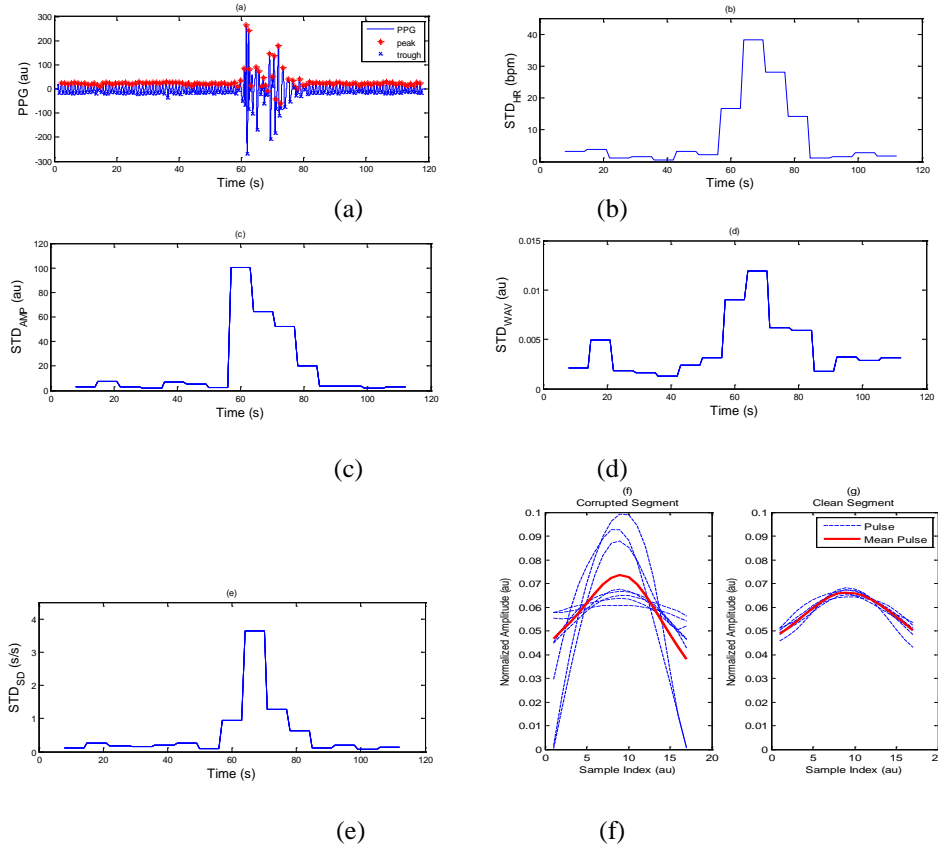 (a)
300
200
100
0
-100
-200
-300
PPG (au)
0 20 40 60 80 100 120
Time (s)
PPG
peak
trough
(a)
(b)
40
30
20
10
0
STD_HR (bpm)
0 20 40 60 80 100 120
Time (s)
(b)
(c)
120
100
80
60
40
20
0
STD_AMP (au)
0 20 40 60 80 100 120
Time (s)
(c)
(d)
0.015
0.01
0.005
0
STD_WAV (au)
0 20 40 60 80 100 120
Time (s)
(d)
(e)
4
3
2
1
0
STD_SD (s/s)
0 20 40 60 80 100 120
Time (s)
(e)
(f)
Corrupted Segment
0.1
0.09
0.08
0.07
0.06
0.05
0.04
0.03
0.02
0.01
0
Normalized Amplitude (au)
0 5 10 15 20
Sample Index (au)
(g)
Clean Segment
0.1
0.09
0.08
0.07
0.06
0.05
0.04
0.03
0.02
0.01
0
Normalized Amplitude (au)
0 5 10 15 20
Sample Index (au)
Pulse
Mean Pulse
(f)